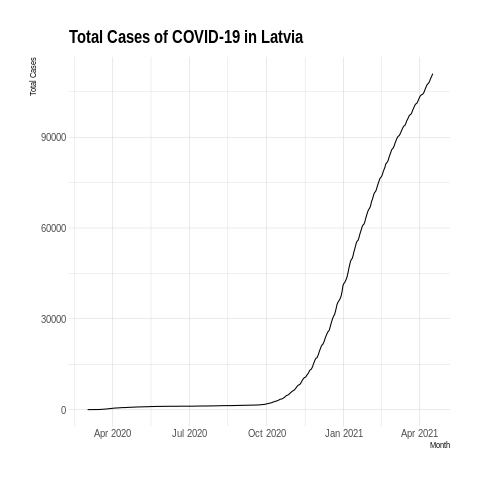 Total Cases of COVID-19 in Latvia
Total Cases
90000
60000
30000
0
Apr 2020 Jul 2020 Oct 2020 Jan 2021 Apr 2021
Month